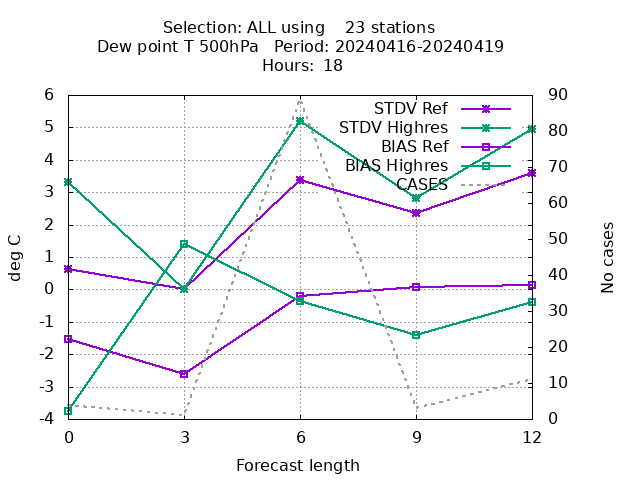 Selection: ALL using    23 stations
Dew point T 500hPa   Period: 20240416-20240419
Hours: 18
6
5
4
3
2
1
0
-1
-2
-3
-4
90
80
70
60
50
40
30
20
10
0
STDV Ref
STDV Highres
BIAS Ref
BIAS Highres
CASES
deg C
No cases
0 3 6 9 12
Forecast length